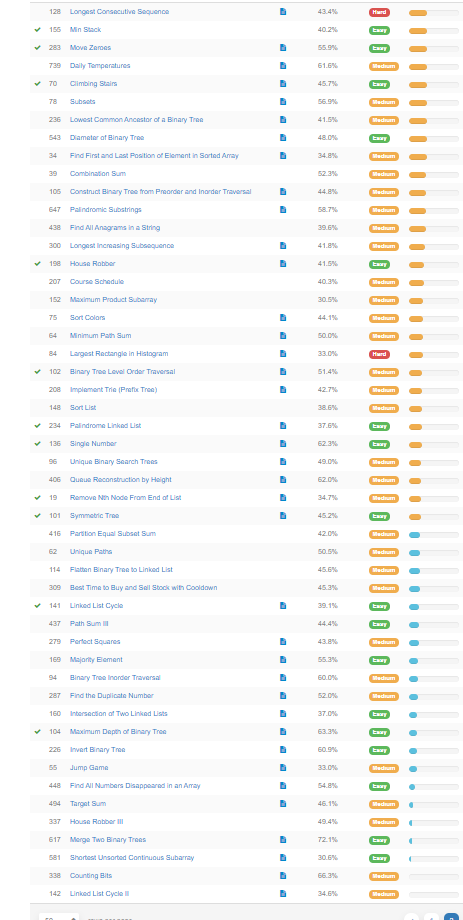 128 Longest Consecutive Sequence 43.4% Hard
155 Min Stack 40.2% Easy
283 Move Zeroes 55.9% Easy
739 Daily Temperatures 61.6% Medium
70 Climbing Stairs 45.7% Easy
78 Subsets 56.9% Medium
236 Lowest Common Ancestor of a Binary Tree 41.5% Medium
543 Diameter of Binary Tree 48.0% Easy
34 Find First and Last Position of Element in Sorted Array 34.8% Medium
39 Combination Sum 52.3% Medium
105 Construct Binary Tree from Preorder and Inorder Traversal 44.8% Medium
647 Palindromic Substrings 58.7% Medium
438 Find All Anagrams in a String 39.6% Medium
300 Longest Increasing Subsequence 41.8% Medium
198 House Robber 41.5% Easy
207 Course Schedule 40.3% Medium
152 Maximum Product Subarray 30.5% Medium
75 Sort Colors 44.1% Medium
64 Minimum Path Sum 50.0% Medium
84 Largest Rectangle in Histogram 33.0% Hard
102 Binary Tree Level Order Traversal 51.4% Medium
208 Implement Trie (Prefix Tree) 42.7% Medium
148 Sort List 38.6% Medium
234 Palindrome Linked List 37.6% Easy
136 Single Number 62.3% Easy
96 Unique Binary Search Trees 49.0% Medium
406 Queue Reconstruction by Height 62.0% Medium
19 Remove Nth Node From End of List 34.7% Medium
101 Symmetric Tree 45.2% Easy
416 Partition Equal Subset Sum 42.0% Medium
62 Unique Paths 50.5% Medium
114 Flatten Binary Tree to Linked List 45.6% Medium
309 Best Time to Buy and Sell Stock with Cooldown 45.3% Medium
141 Linked List Cycle 39.1% Easy
437 Path Sum III 44.4% Easy
279 Perfect Squares 43.8% Medium
169 Majority Element 55.3% Easy
94 Binary Tree Inorder Traversal 60.0% Medium
287 Find the Duplicate Number 52.0% Medium
160 Intersection of Two Linked Lists 37.0% Easy
104 Maximum Depth of Binary Tree 63.3% Easy
226 Invert Binary Tree 60.9% Easy
55 Jump Game 33.0% Medium
448 Find All Numbers Disappeared in an Array 54.8% Easy
494 Target Sum 46.1% Medium
337 House Robber III 49.4% Medium
617 Merge Two Binary Trees 72.1% Easy
581 Shortest Unsorted Continuous Subarray 30.6% Easy
338 Counting Bits 66.3% Medium
142 Linked List Cycle II 34.6% Medium